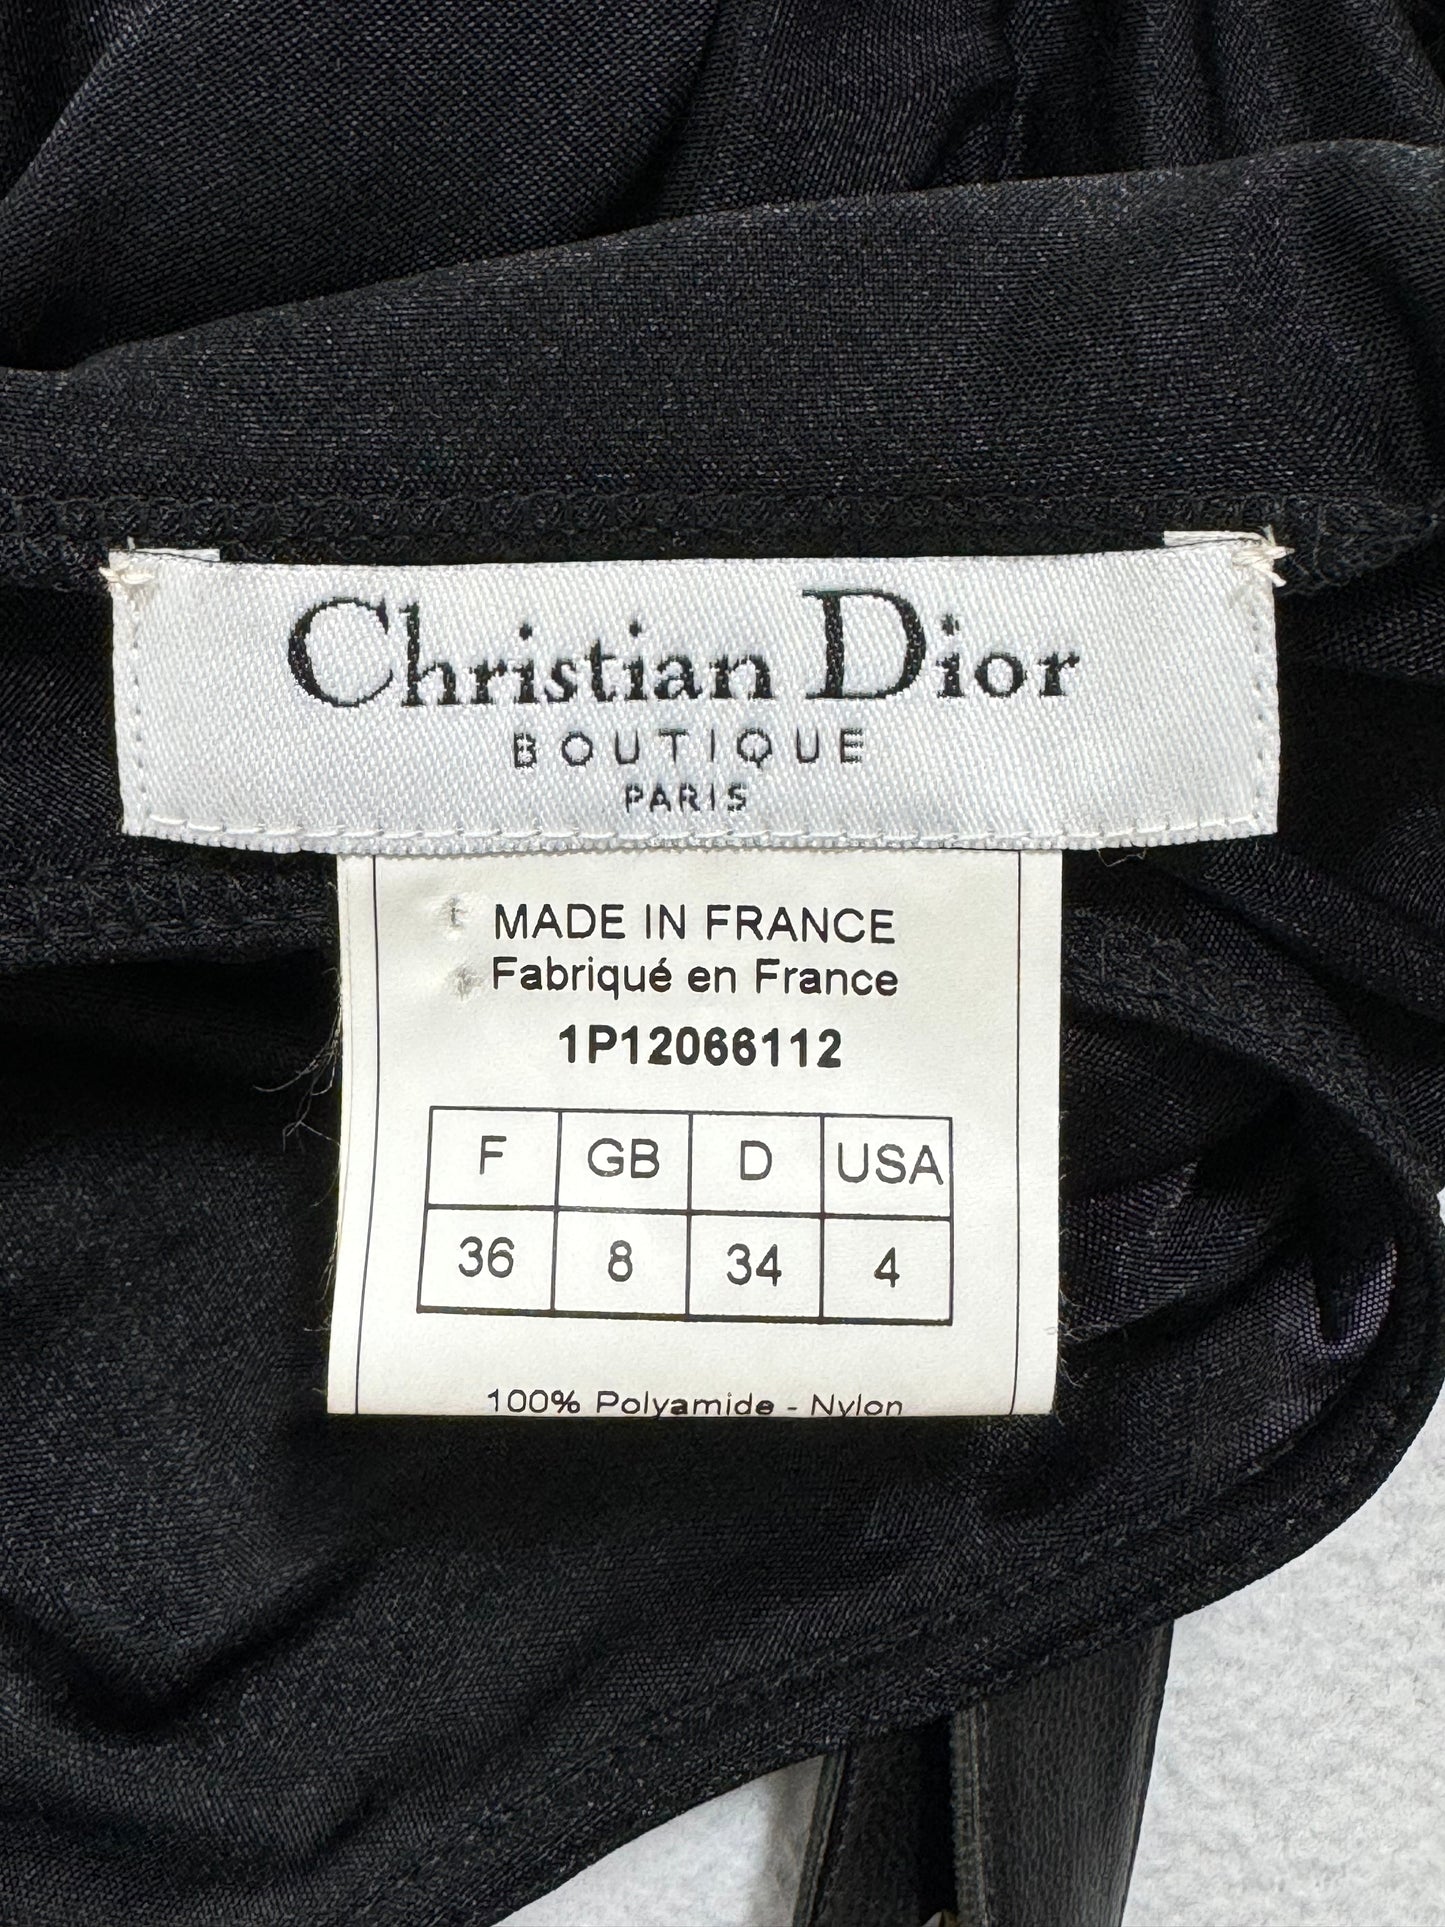 Christian Dior
BOUTIQUE
PARIS
MADE IN FRANCE
Fabriqué en France
1P12066112
F GB D USA
36 8 34 4
100% Polyamide - Nylon